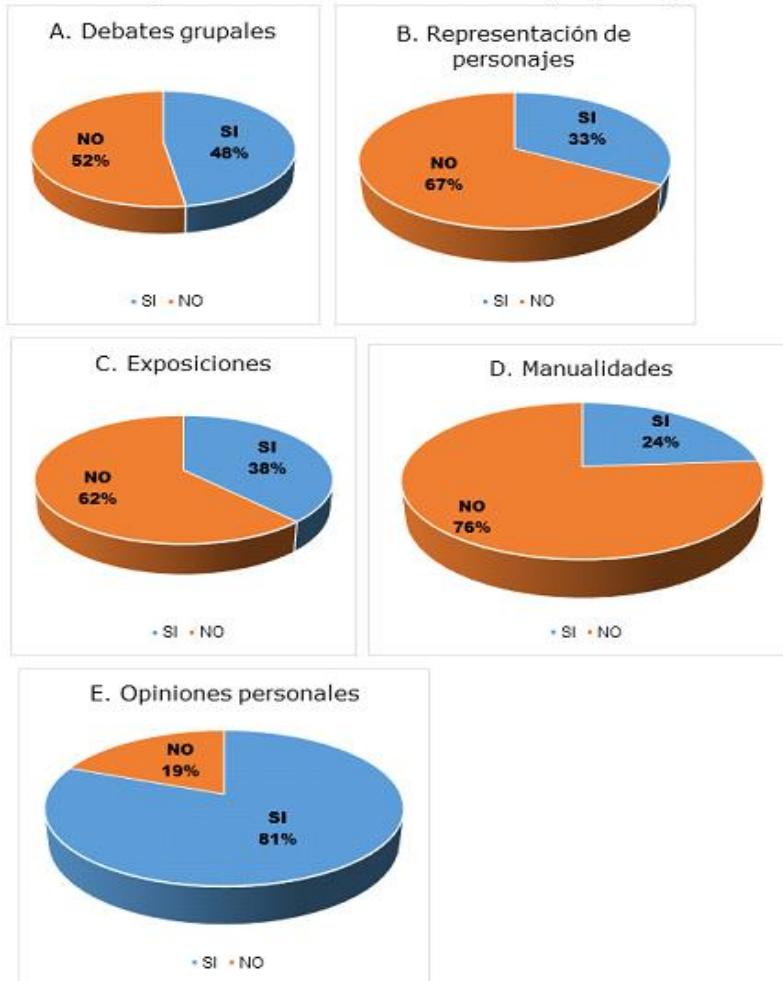 A. Debates grupales
NO
52%
SI
48%
SI NO
B. Representación de
personajes
SI
33%
NO
67%
SI NO
C. Exposiciones
SI
38%
NO
62%
SI NO
D. Manualidades
SI
24%
NO
76%
SI NO
E. Opiniones personales
NO
19%
SI
81%
SI NO